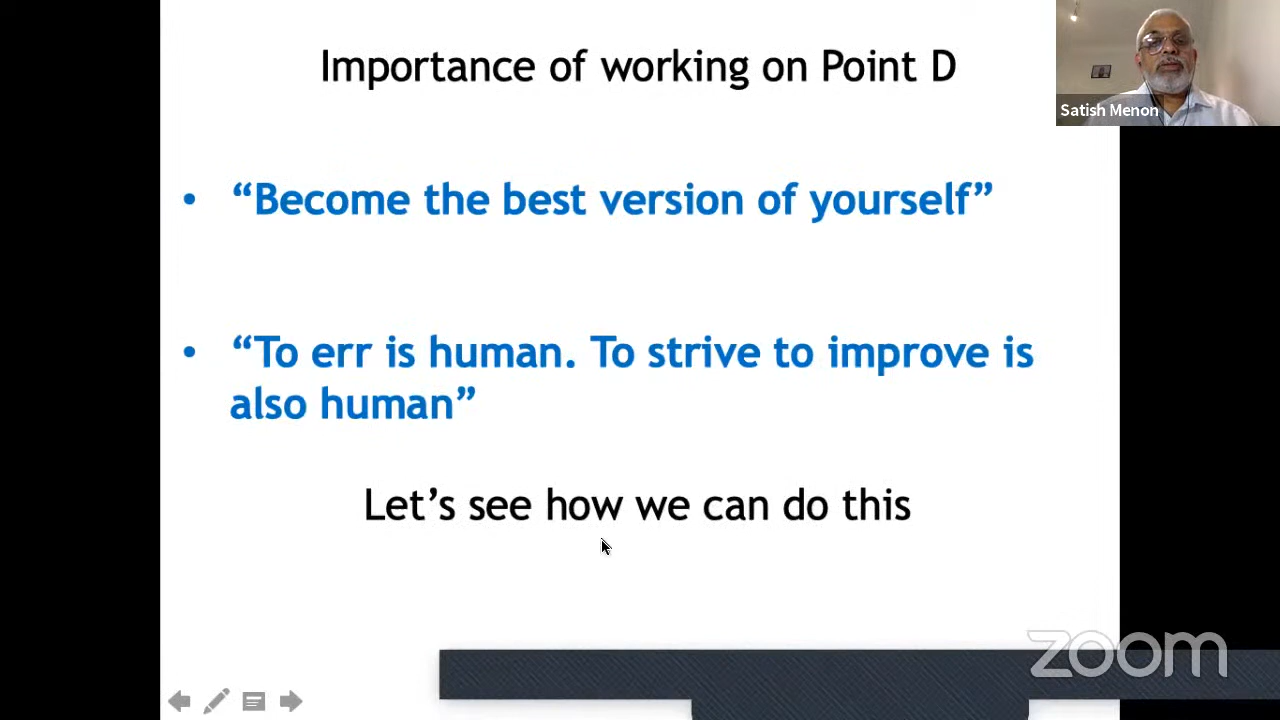 Importance of working on Point D
Satish Menon
• “Become the best version of yourself”
• “To err is human. To strive to improve is
also human”
Let’s see how we can do this
zoom